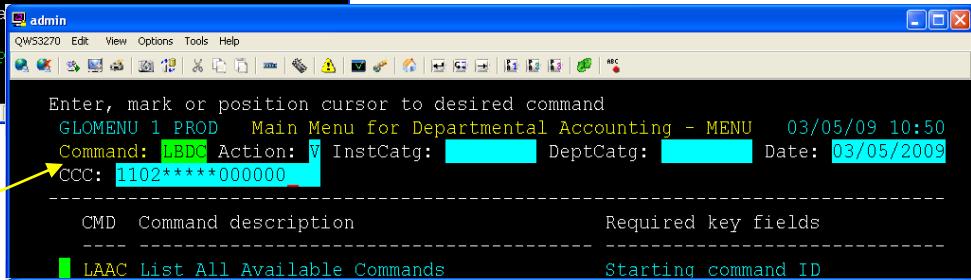 admin
QWS3270 Edit View Options Tools Help
ABC
Enter, mark or position cursor to desired command
GLOMENU 1 PROD Main Menu for Departmental Accounting - MENU 03/05/09 10:50
Command: LBDC Action: V InstCatg: DeptCatg: Date: 03/05/2009
CCC: 1102*****000000_
CMD Command description Required key fields
LAAC List All Available Commands Starting command ID